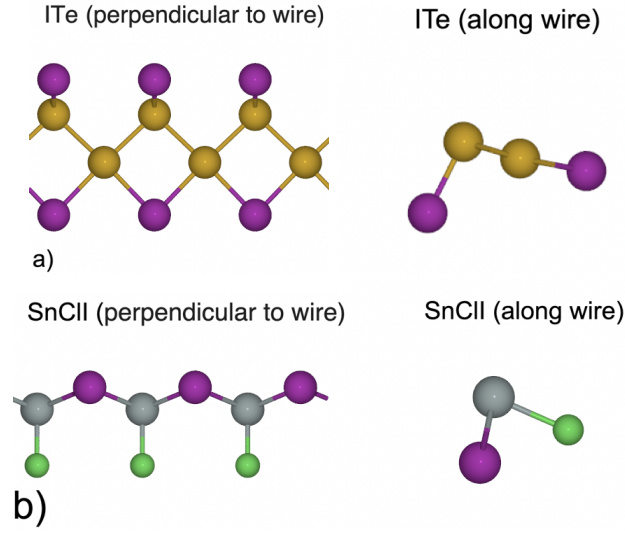 ITe (perpendicular to wire)
ITe (along wire)
a)
SnClI (perpendicular to wire)
SnClI (along wire)
b)